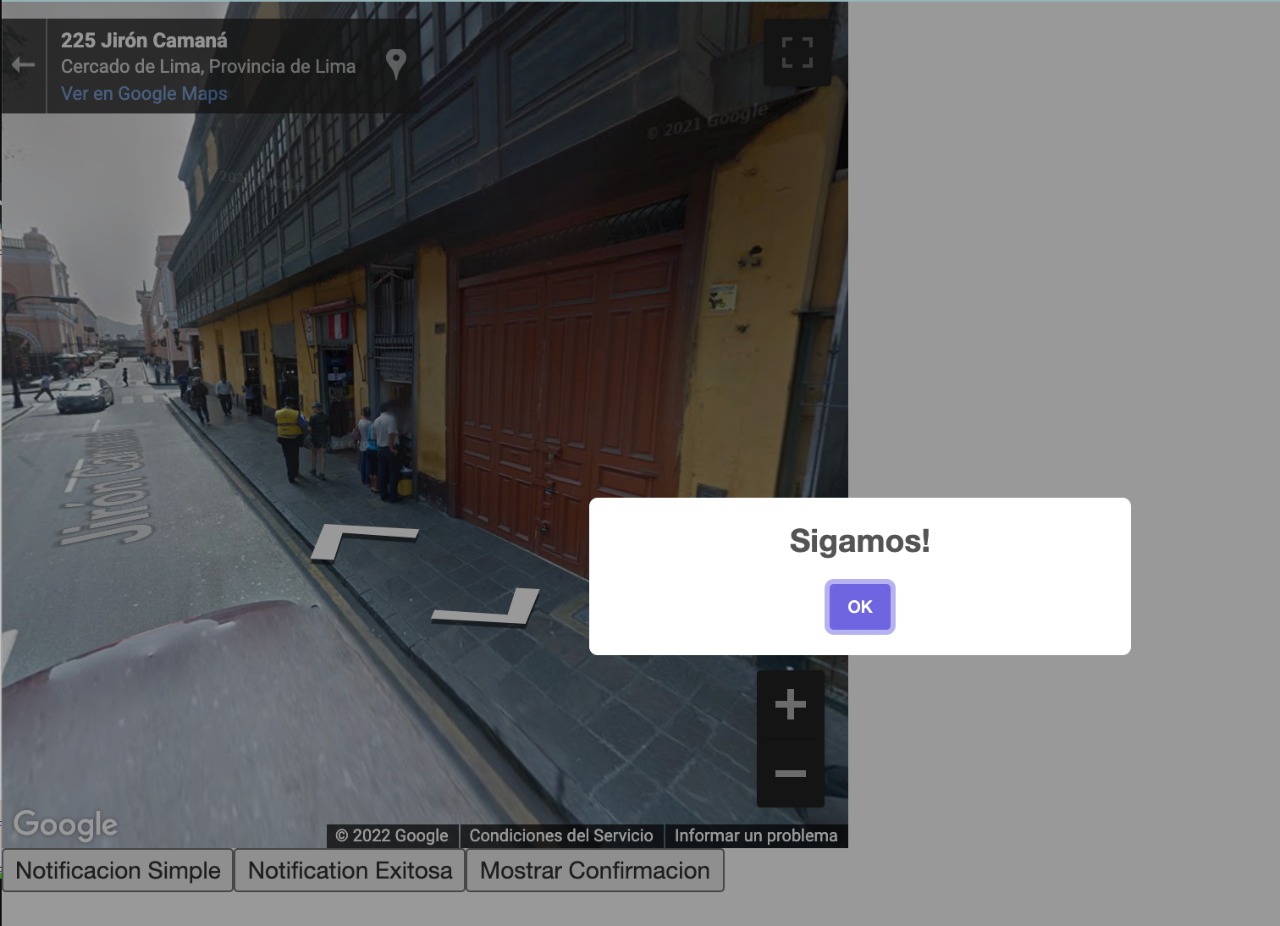 225 Jirón Camaná
Cercado de Lima, Provincia de Lima
Ver en Google Maps
© 2021 Google
Jirón Camaná
Sigamos!
OK
Google
© 2022 Google
Condiciones del Servicio
Informar un problema
Notificacion Simple
Notification Exitosa
Mostrar Confirmacion